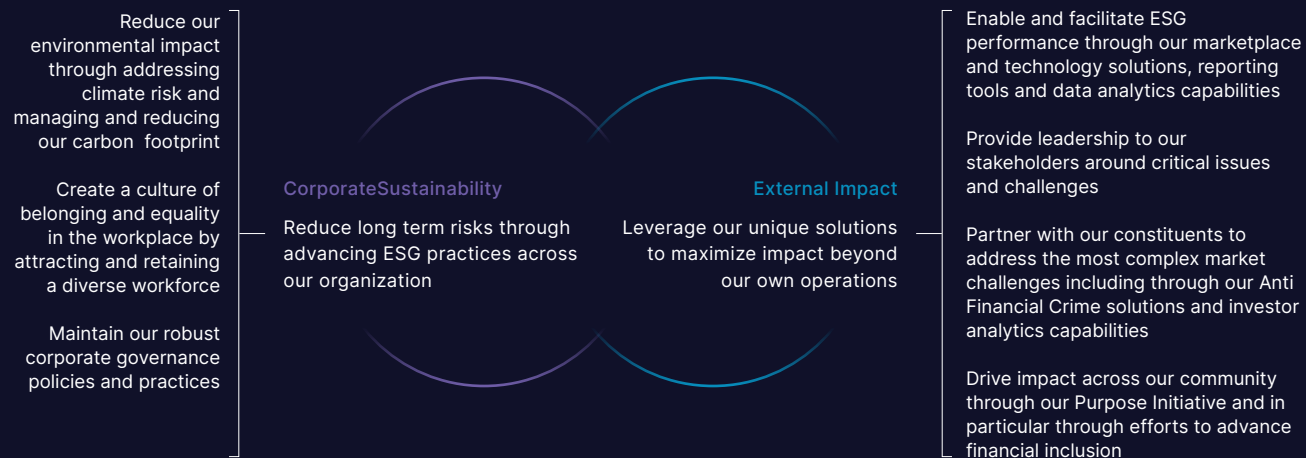 Reduce our
environmental impact
through addressing
climate risk and
managing and reducing
our carbon footprint
Create a culture of
belonging and equality
in the workplace by
attracting and retaining
a diverse workforce
Maintain our robust
corporate governance
policies and practices
CorporateSustainability
Reduce long term risks through
advancing ESG practices across
our organization
External Impact
Leverage our unique solutions
to maximize impact beyond
our own operations
Enable and facilitate ESG
performance through our marketplace
and technology solutions, reporting
tools and data analytics capabilities
Provide leadership to our
stakeholders around critical issues
and challenges
Partner with our constituents to
address the most complex market
challenges including through our Anti
Financial Crime solutions and investor
analytics capabilities
Drive impact across our community
through our Purpose Initiative and in
particular through efforts to advance
financial inclusion